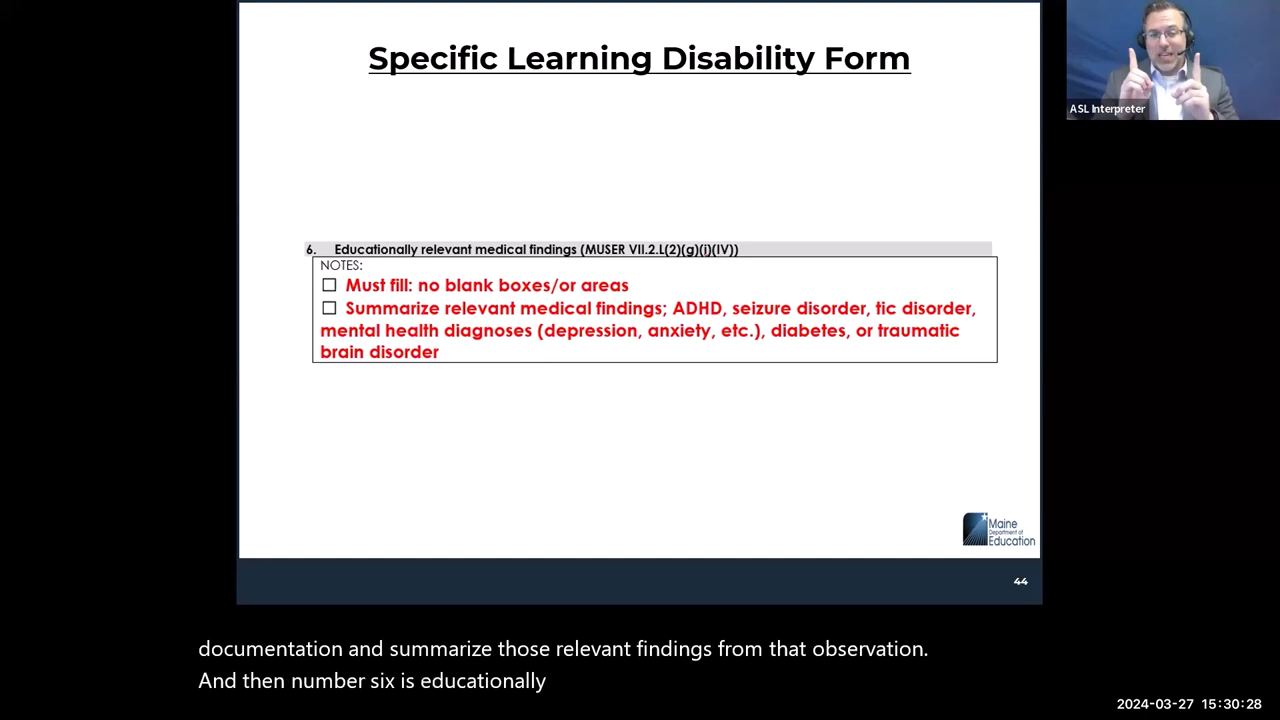 Specific Learning Disability Form
ASL Interpreter
6. Educationally relevant medical findings (MUSER VII.2.L(2)(g)(i)(IV))
NOTES:
☐ Must fill: no blank boxes/or areas
☐ Summarize relevant medical findings; ADHD, seizure disorder, tic disorder,
mental health diagnoses (depression, anxiety, etc.), diabetes, or traumatic
brain disorder
Maine
Department of
Education
44
documentation and summarize those relevant findings from that observation.
And then number six is educationally
2024-03-27 15:30:28